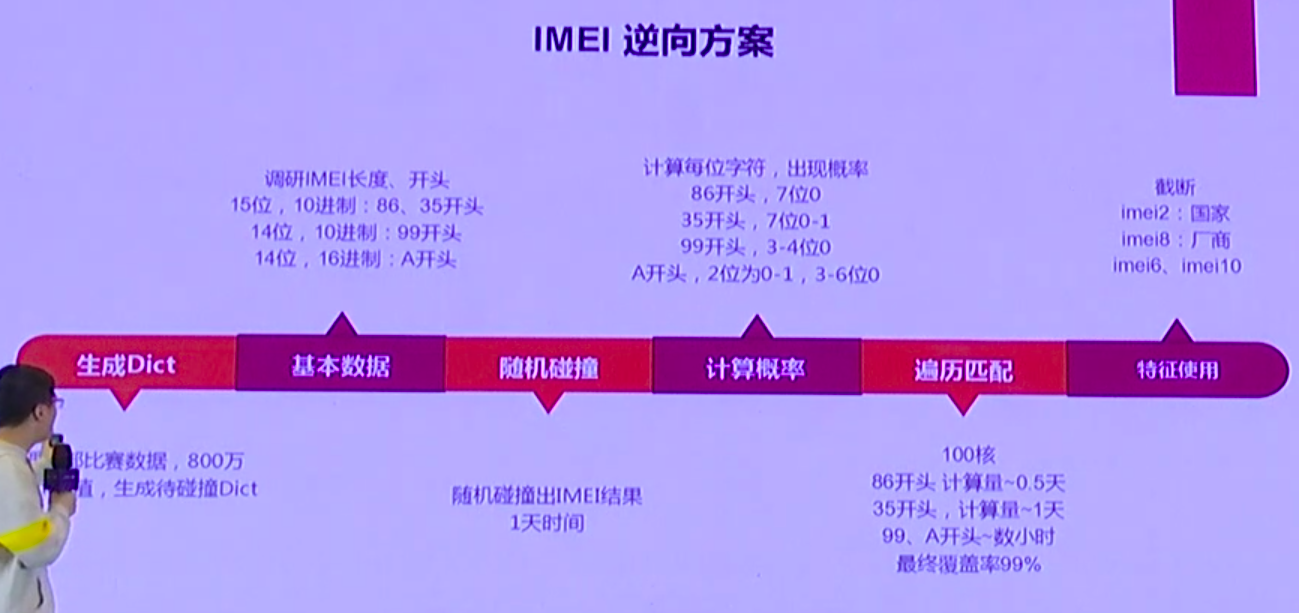 IMEI 逆向方案
调研IMEI长度、开头
15位，10进制：86、35开头
14位，10进制：99开头
14位，16进制：A开头
计算每位字符，出现概率
86开头，7位0
35开头，7位0-1
99开头，3-4位0
A开头，2位为0-1，3-6位0
截断
imei2：国家
imei8：厂商
imei6、imei10
生成Dict
基本数据
随机碰撞
计算概率
遍历匹配
特征使用
比赛数据，800万
值，生成待碰撞Dict
随机碰撞出IMEI结果
1天时间
100核
86开头 计算量~0.5天
35开头，计算量~1天
99、A开头~数小时
最终覆盖率99%